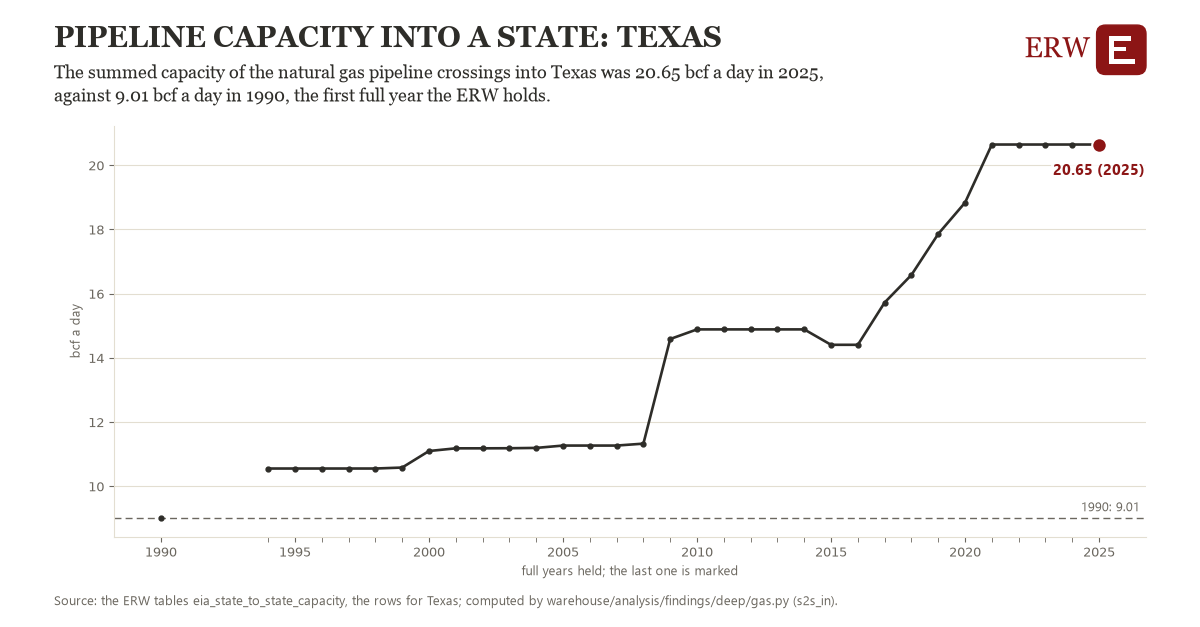 PIPELINE CAPACITY INTO A STATE: TEXAS
ERW E
The summed capacity of the natural gas pipeline crossings into Texas was 20.65 bcf a day in 2025,
against 9.01 bcf a day in 1990, the first full year the ERW holds.
20
18
16
14
12
10
bcf a day
20.65 (2025)
1990: 9.01
1990 1995 2000 2005 2010 2015 2020 2025
full years held; the last one is marked
Source: the ERW tables eia_state_to_state_capacity, the rows for Texas; computed by warehouse/analysis/findings/deep/gas.py (s2s_in).